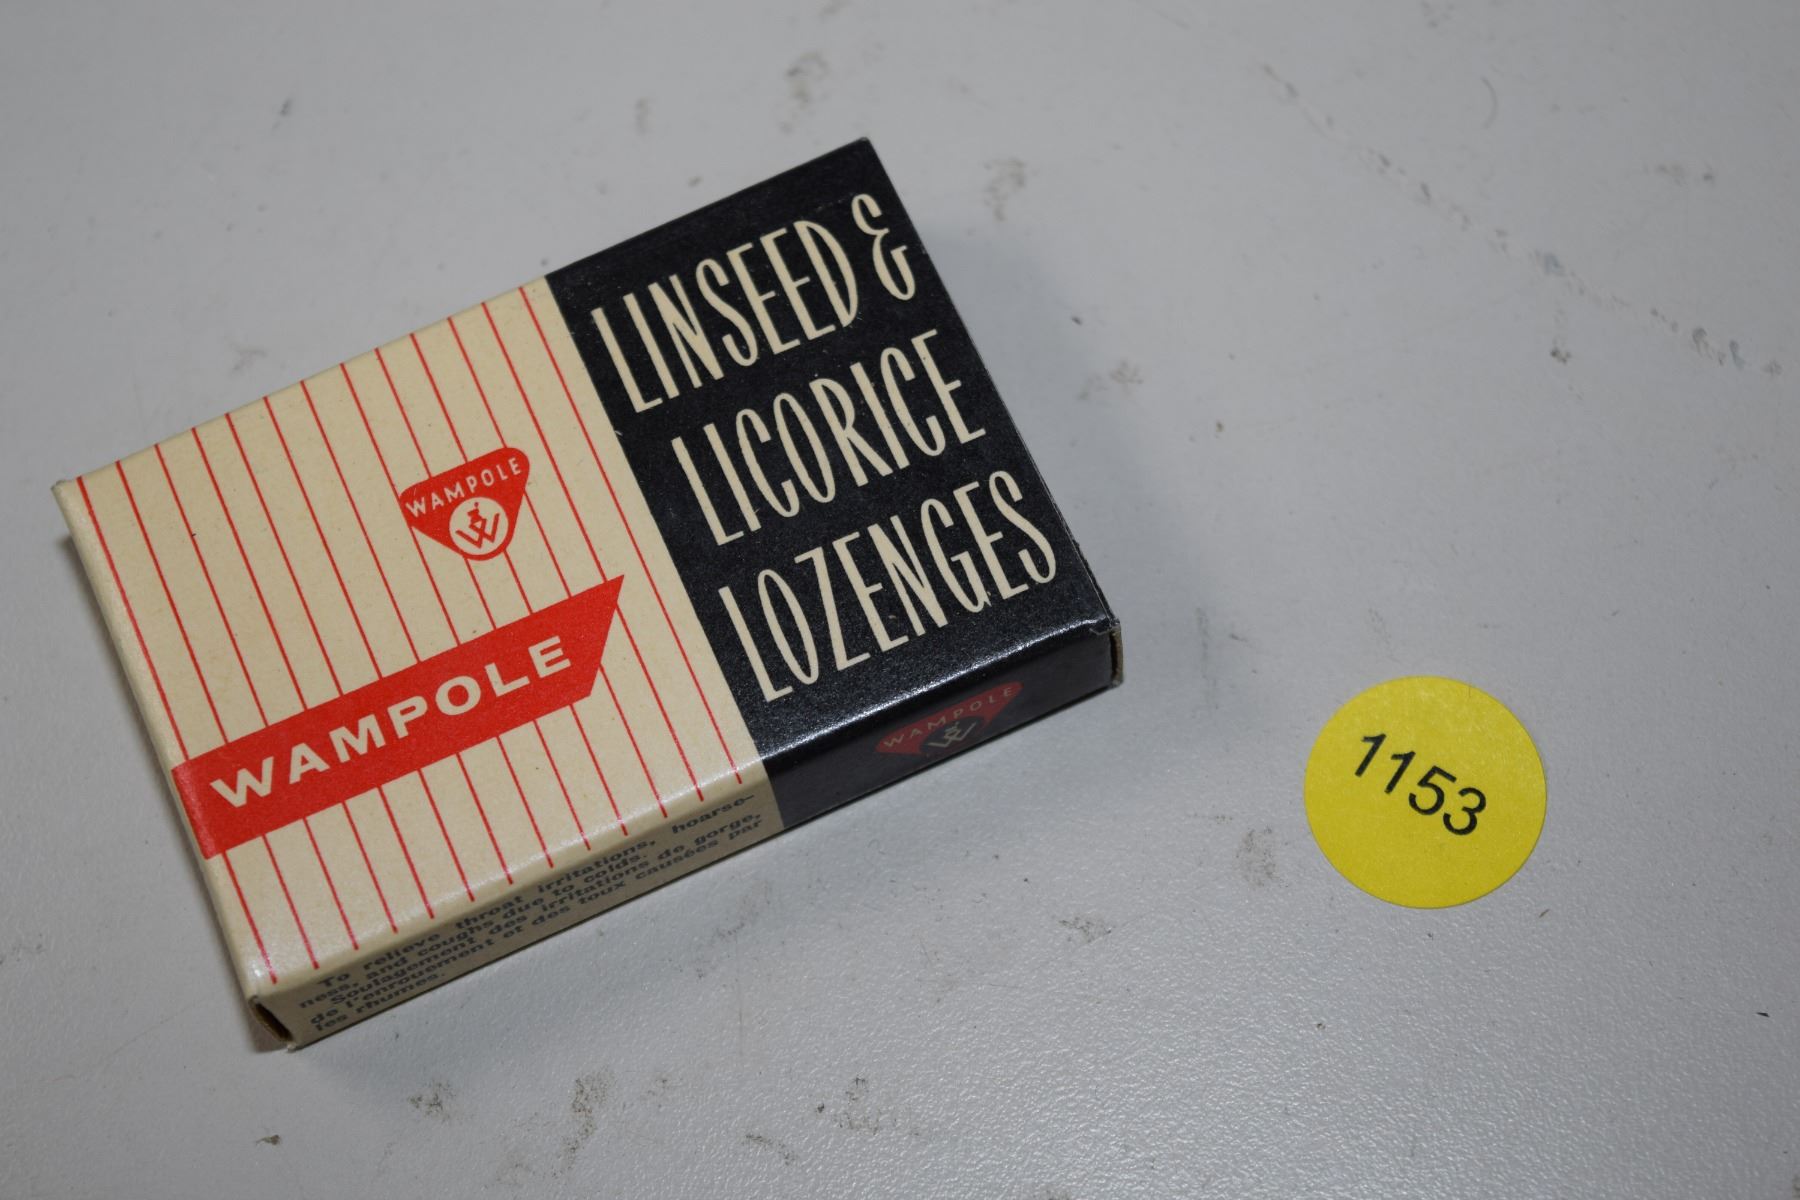 LINSEED &
LICORICE
LOZENGES
WAMPOLE
W
WAMPOLE
WAMPOLE
W
To relieve throat irritations, hoarse-
ness, and coughs due to colds.
Soulagement des irritations de gorge,
de l'enrouement et des toux causées par
les rhumes.
1153